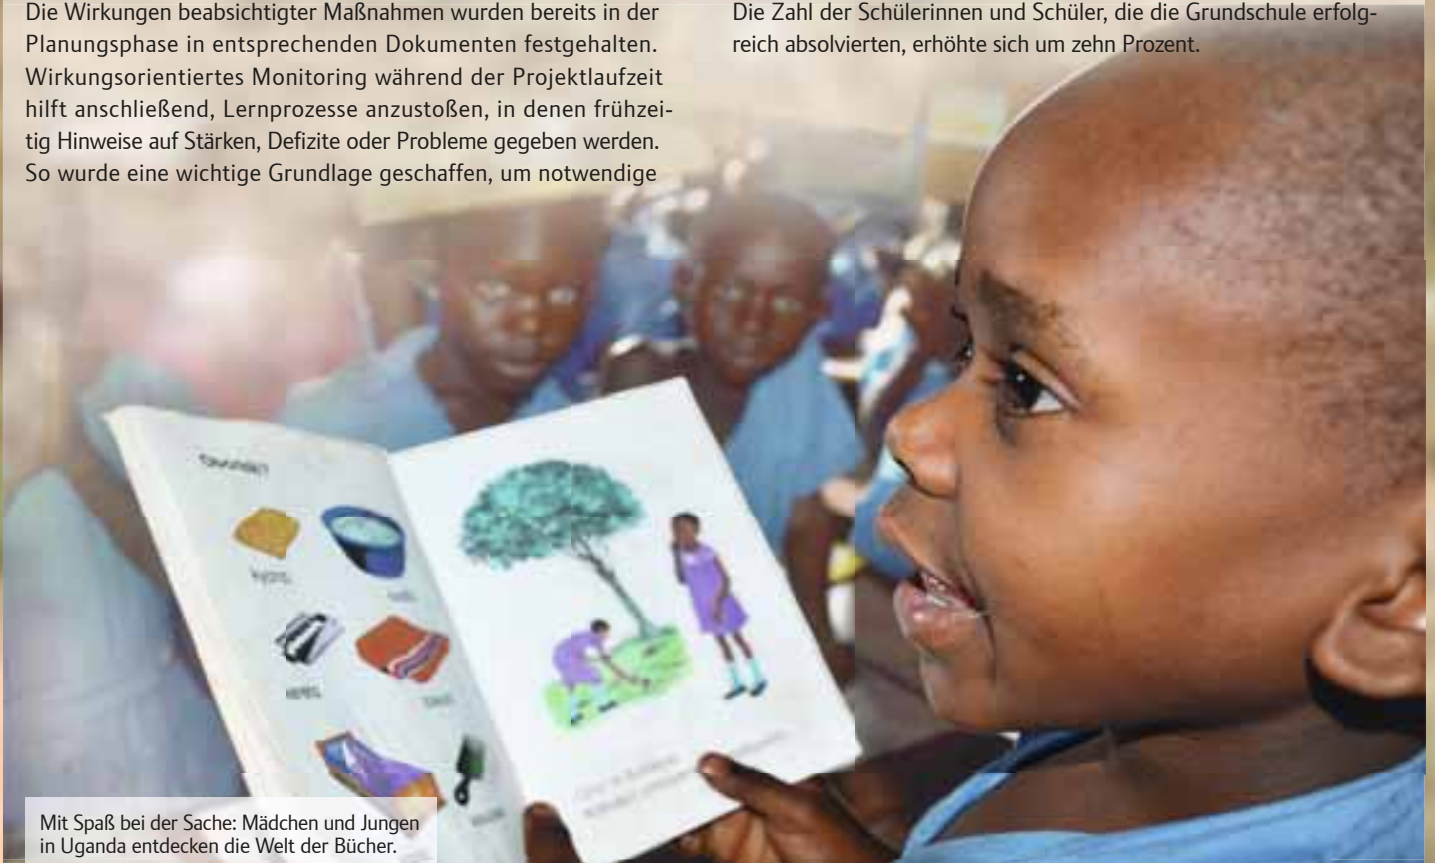 Die Wirkungen beabsichtigter Maßnahmen wurden bereits in der
Planungsphase in entsprechenden Dokumenten festgehalten.
Wirkungsorientiertes Monitoring während der Projektlaufzeit
hilft anschließend, Lernprozesse anzustoßen, in denen frühzei-
tig Hinweise auf Stärken, Defizite oder Probleme gegeben werden.
So wurde eine wichtige Grundlage geschaffen, um notwendige
Die Zahl der Schülerinnen und Schüler, die die Grundschule erfolg-
reich absolvierten, erhöhte sich um zehn Prozent.
Mit Spaß bei der Sache: Mädchen und Jungen
in Uganda entdecken die Welt der Bücher.